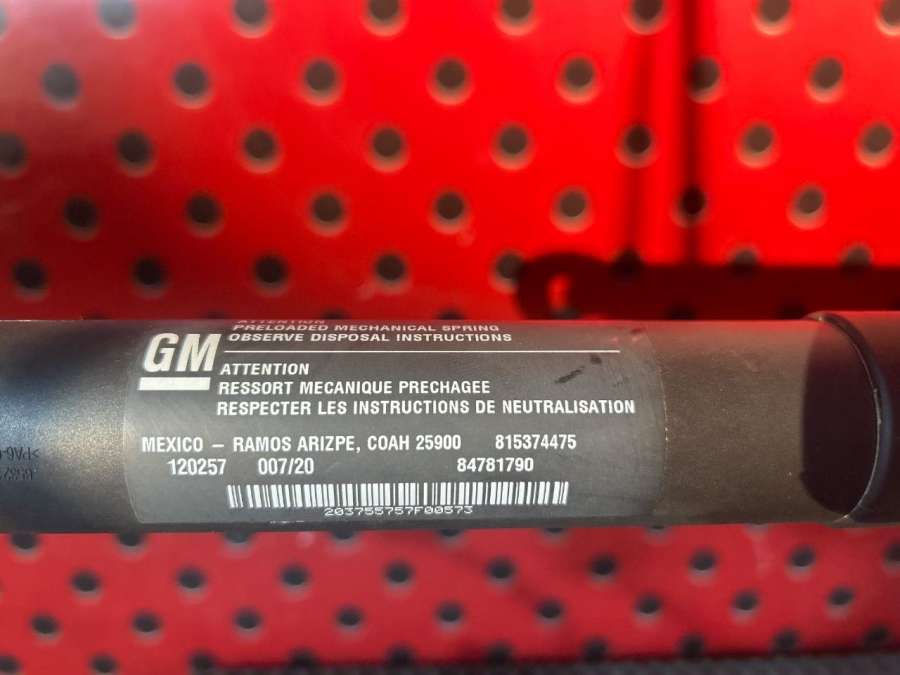 GM
ATTENTION
PRELOADED MECHANICAL SPRING
OBSERVE DISPOSAL INSTRUCTIONS
ATTENTION
RESSORT MECANIQUE PRECHAGEE
RESPECTER LES INSTRUCTIONS DE NEUTRALISATION
MEXICO – RAMOS ARIZPE, COAH 25900 815374475
120257 007/20 84781790
203755757F00573